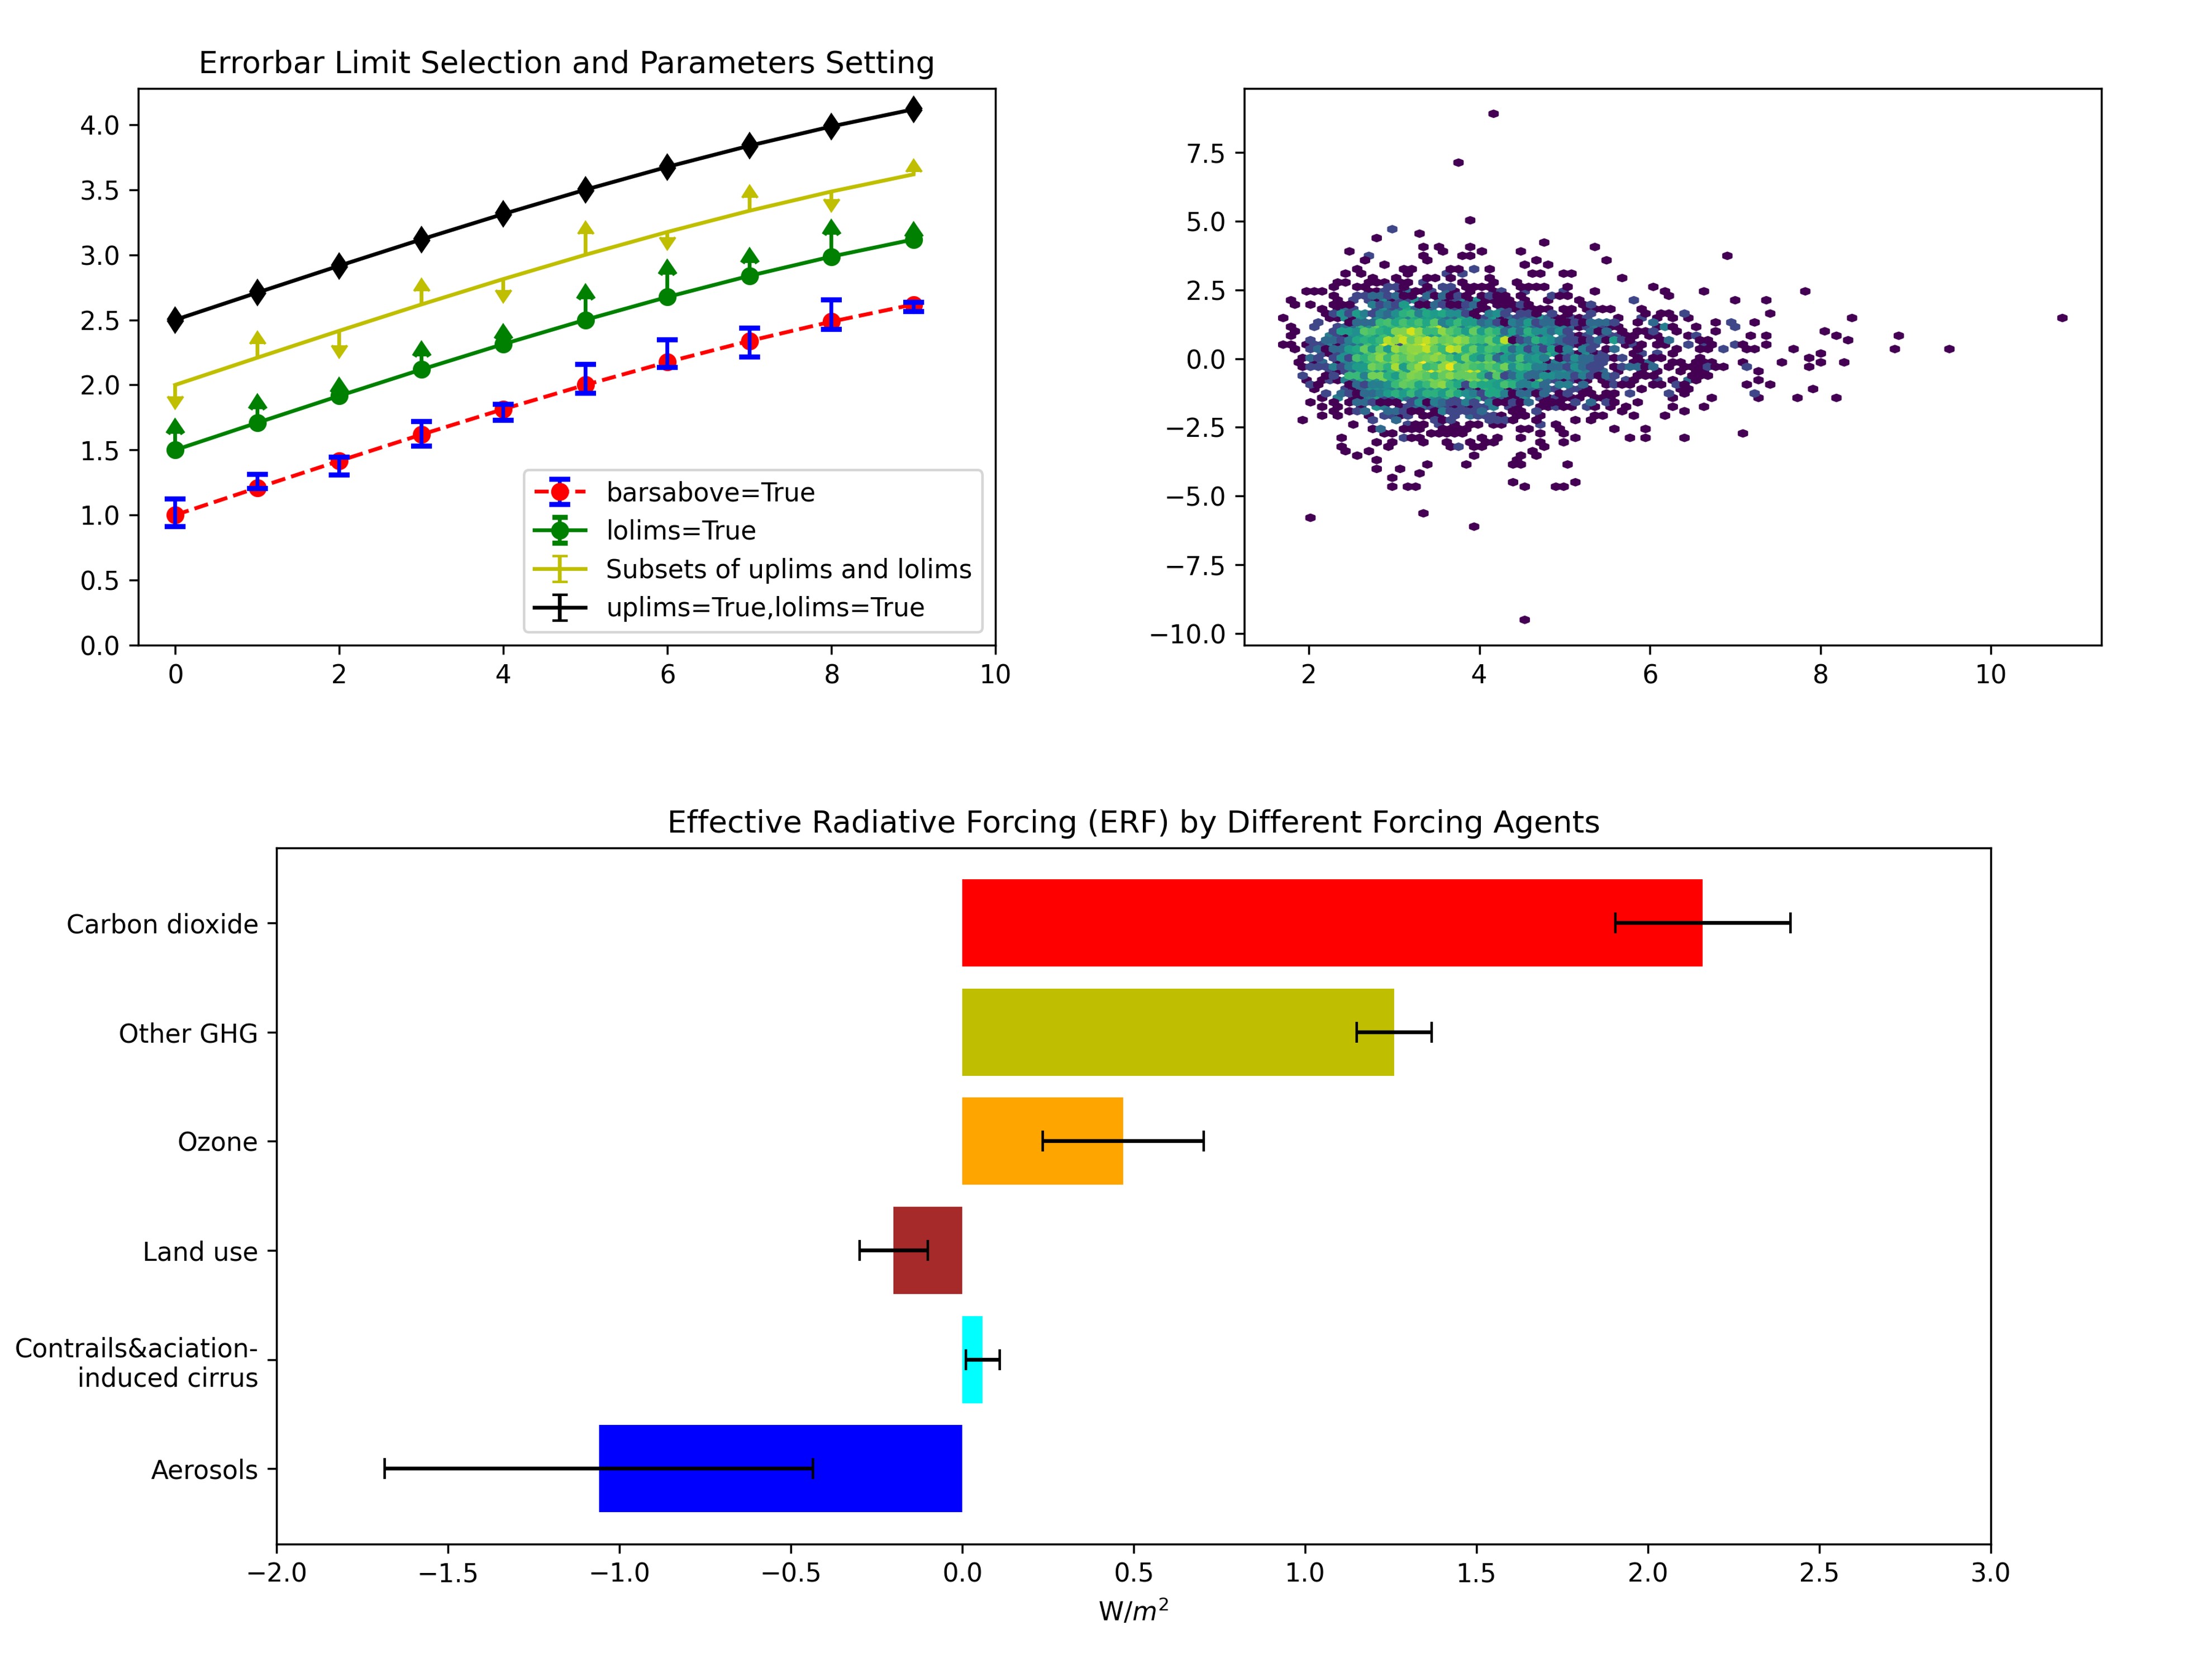 Errorbar Limit Selection and Parameters Setting
4.0
3.5
3.0
2.5
2.0
1.5
1.0
0.5
0.0
0 2 4 6 8 10
barsabove=True
lolims=True
Subsets of uplims and lolims
uplims=True,lolims=True
7.5
5.0
2.5
0.0
−2.5
−5.0
−7.5
−10.0
2 4 6 8 10
Effective Radiative Forcing (ERF) by Different Forcing Agents
Carbon dioxide
Other GHG
Ozone
Land use
Contrails&aciation-
induced cirrus
Aerosols
−2.0 −1.5 −1.0 −0.5 0.0 0.5 1.0 1.5 2.0 2.5 3.0
W/m²